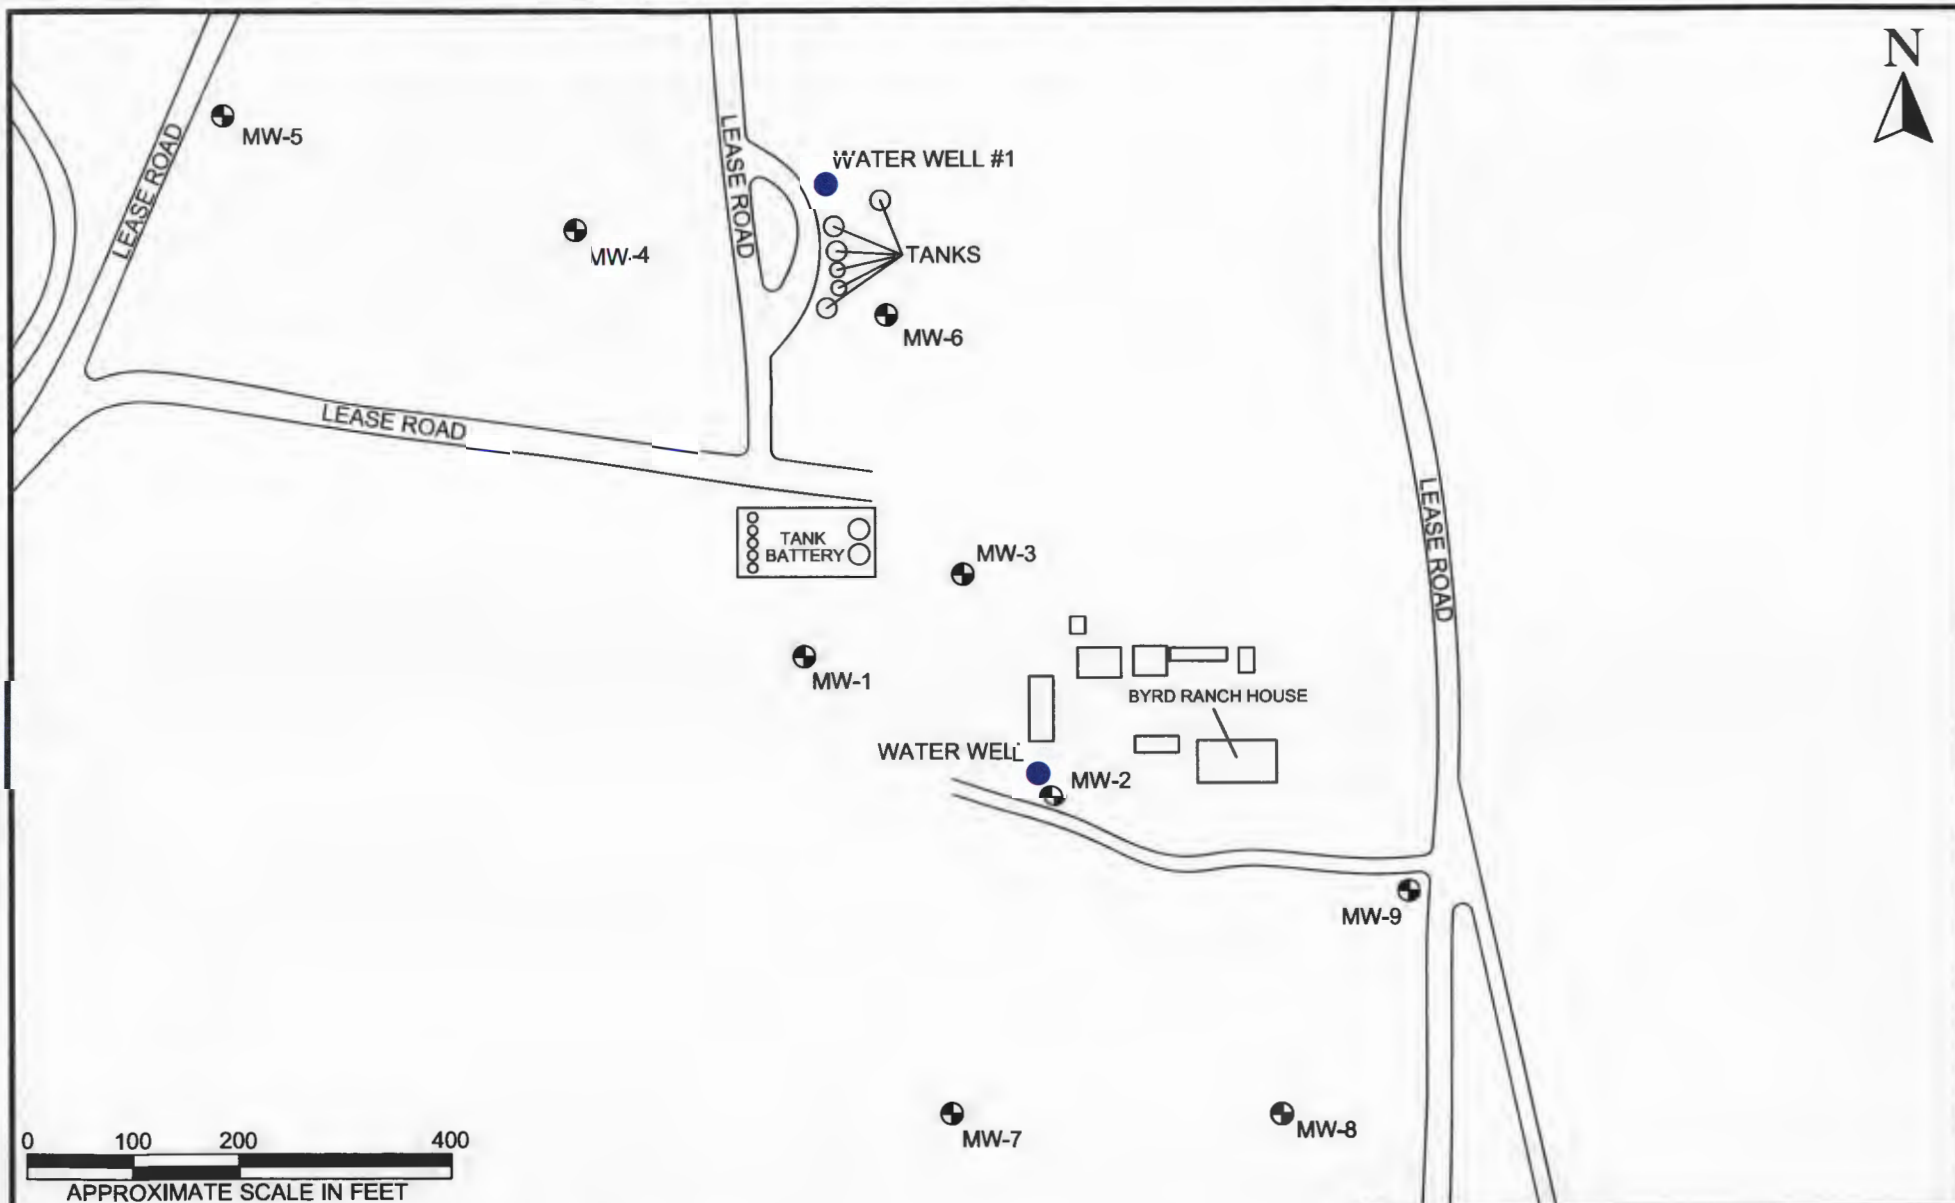 N
MW-5
LEASE ROAD
LEASE ROAD
WATER WELL #1
MW-4
TANKS
MW-6
LEASE ROAD
LEASE ROAD
TANK
BATTERY
MW-3
MW-1
BYRD RANCH HOUSE
WATER WELL
MW-2
MW-9
MW-7
MW-8
0 100 200 400
APPROXIMATE SCALE IN FEET